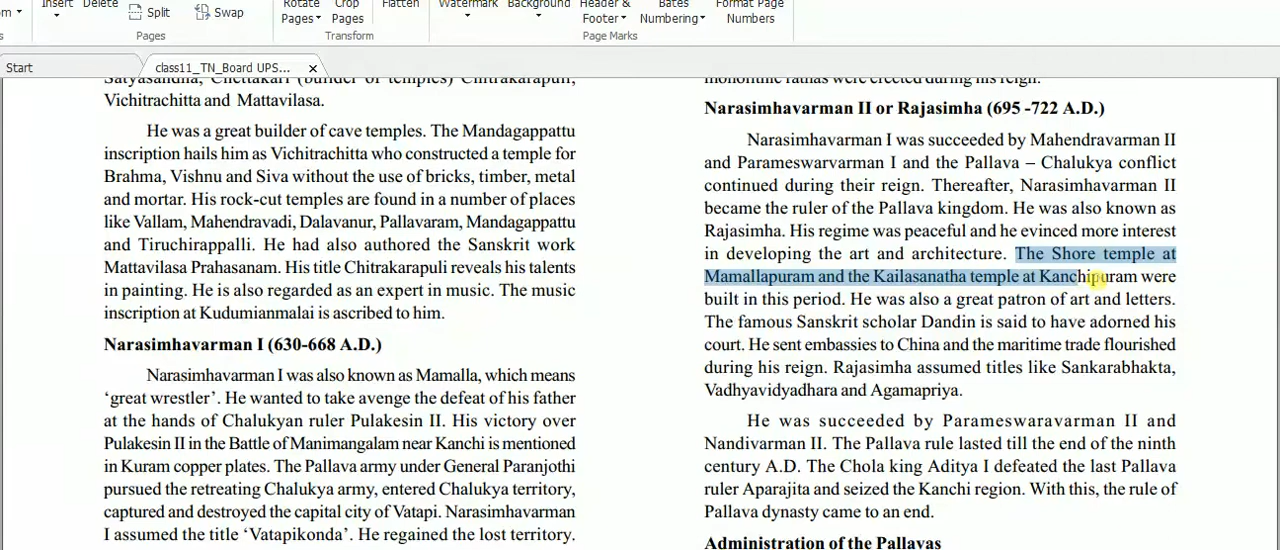 Insert
Delete
Split
Swap
Rotate
Pages
Crop
Pages
Flatten
Watermark
Background
Header &
Footer
Bates
Numbering
Format Page
Numbers
Pages
Transform
Page Marks
Start
class11_TN_Board UPS...
Satyasandha, Chettakari (builder of temples) Chitrakarapuli,
Vichitrachitta and Mattavilasa.
He was a great builder of cave temples. The Mandagappattu
inscription hails him as Vichitrachitta who constructed a temple for
Brahma, Vishnu and Siva without the use of bricks, timber, metal
and mortar. His rock-cut temples are found in a number of places
like Vallam, Mahendravadi, Dalavanur, Pallavaram, Mandagappattu
and Tiruchirappalli. He had also authored the Sanskrit work
Mattavilasa Prahasanam. His title Chitrakarapuli reveals his talents
in painting. He is also regarded as an expert in music. The music
inscription at Kudumianmalai is ascribed to him.
Narasimhavarman I (630-668 A.D.)
Narasimhavarman I was also known as Mamalla, which means
‘great wrestler’. He wanted to take avenge the defeat of his father
at the hands of Chalukyan ruler Pulakesin II. His victory over
Pulakesin II in the Battle of Manimangalam near Kanchi is mentioned
in Kuram copper plates. The Pallava army under General Paranjothi
pursued the retreating Chalukya army, entered Chalukya territory,
captured and destroyed the capital city of Vatapi. Narasimhavarman
I assumed the title ‘Vatapikonda’. He regained the lost territory.
monolithic rathas were erected during his reign.
Narasimhavarman II or Rajasimha (695 -722 A.D.)
Narasimhavarman I was succeeded by Mahendravarman II
and Parameswarvarman I and the Pallava – Chalukya conflict
continued during their reign. Thereafter, Narasimhavarman II
became the ruler of the Pallava kingdom. He was also known as
Rajasimha. His regime was peaceful and he evinced more interest
in developing the art and architecture. The Shore temple at
Mamallapuram and the Kailasanatha temple at Kanchipuram were
built in this period. He was also a great patron of art and letters.
The famous Sanskrit scholar Dandin is said to have adorned his
court. He sent embassies to China and the maritime trade flourished
during his reign. Rajasimha assumed titles like Sankarabhakta,
Vadhyavidyadhara and Agamapriya.
He was succeeded by Parameswaravarman II and
Nandivarman II. The Pallava rule lasted till the end of the ninth
century A.D. The Chola king Aditya I defeated the last Pallava
ruler Aparajita and seized the Kanchi region. With this, the rule of
Pallava dynasty came to an end.
Administration of the Pallavas